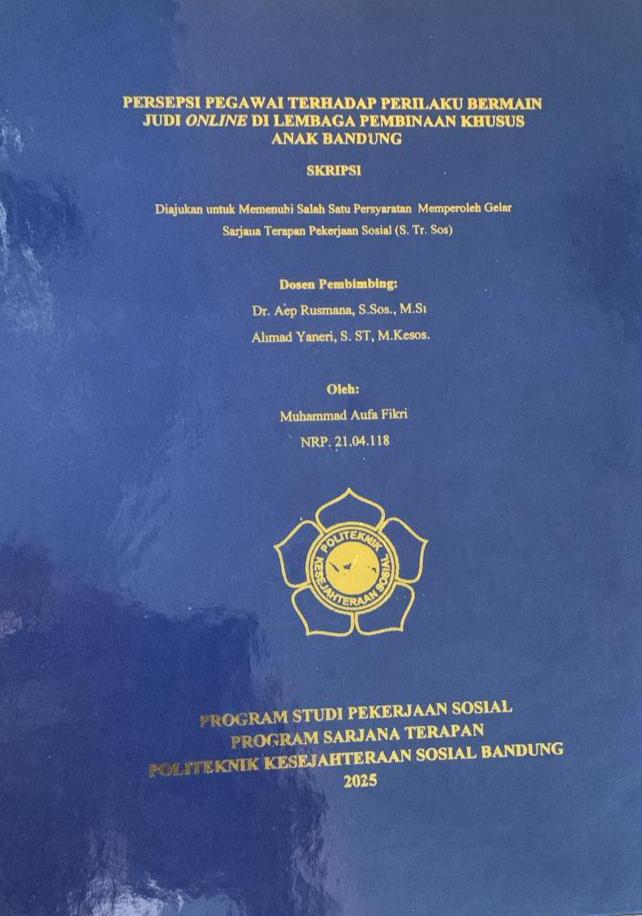 PERSEPSI PEGAWAI TERHADAP PERILAKU BERMAIN
JUDI ONLINE DI LEMBAGA PEMBINAAN KHUSUS
ANAK BANDUNG
SKRIPSI
Diajukan untuk Memenuhi Salah Satu Persyaratan Memperoleh Gelar
Sarjana Terapan Pekerjaan Sosial (S. Tr. Sos)
Dosen Pembimbing:
Dr. Aep Rusmana, S.Sos., M.Si
Ahmad Yaneri, S. ST, M.Kesos.
Oleh:
Muhammad Aufa Fikri
NRP. 21.04.118
POLITEKNIK
KESEJAHTERAAN SOSIAL
PROGRAM STUDI PEKERJAAN SOSIAL
PROGRAM SARJANA TERAPAN
POLITEKNIK KESEJAHTERAAN SOSIAL BANDUNG
2025